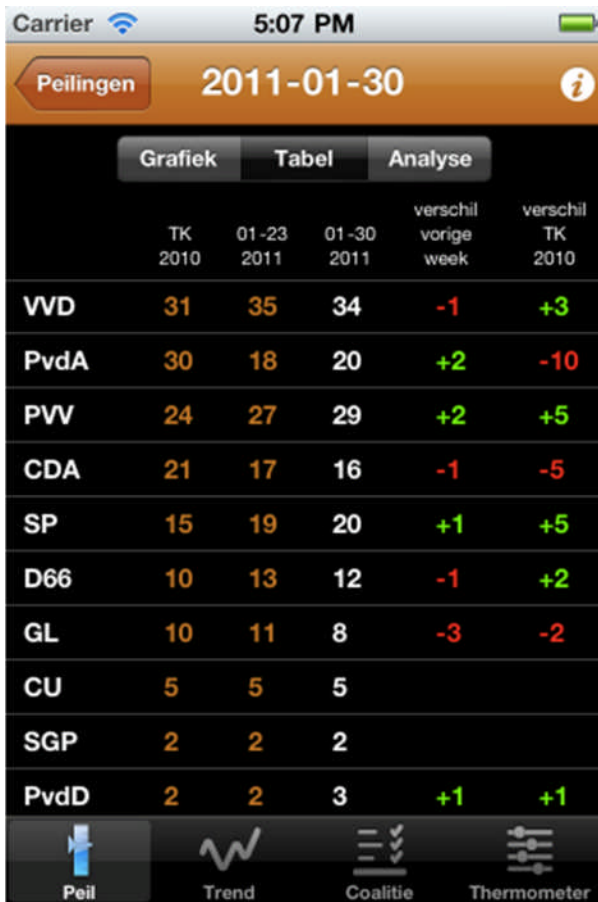 Carrier 5:07 PM
Peilingen 2011-01-30 i
Grafiek Tabel Analyse
verschil verschil
TK 01-23 01-30 vorige TK
2010 2011 2011 week 2010
VVD 31 35 34 -1 +3
PvdA 30 18 20 +2 -10
PVV 24 27 29 +2 +5
CDA 21 17 16 -1 -5
SP 15 19 20 +1 +5
D66 10 13 12 -1 +2
GL 10 11 8 -3 -2
CU 5 5 5
SGP 2 2 2
PvdD 2 2 3 +1 +1
Peil Trend Coalitie Thermometer